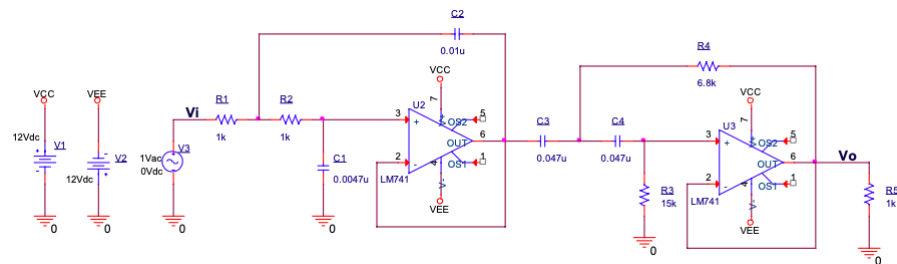 C2
0.01u
R4
6.8k
VCC
VEE
Vi
R1
1k
R2
1k
VCC
U2
7
3
+
V+
OS2
5
OUT
6
2
-
OS1
1
4
V-
LM741
VEE
C3
0.047u
C4
0.047u
VCC
U3
7
3
+
V+
OS2
5
OUT
6
Vo
2
-
OS1
1
4
V-
LM741
VEE
12Vdc
V1
V2
12Vdc
1Vac
0Vdc
V3
C1
0.0047u
R3
15k
R5
1k
0
0
0
0
0
0